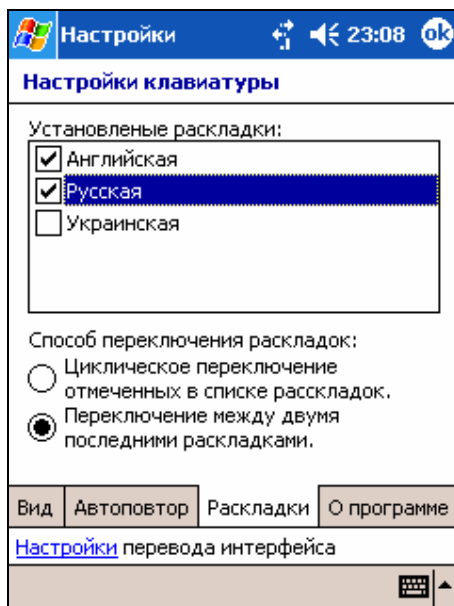 Настройки 23:08 ok
Настройки клавиатуры
Установленые раскладки:
Английская
Русская
Украинская
Способ переключения раскладок:
Циклическое переключение
отмеченных в списке расскладок.
Переключение между двумя
последними раскладками.
Вид Автоповтор Раскладки О программе
Настройки перевода интерфейса